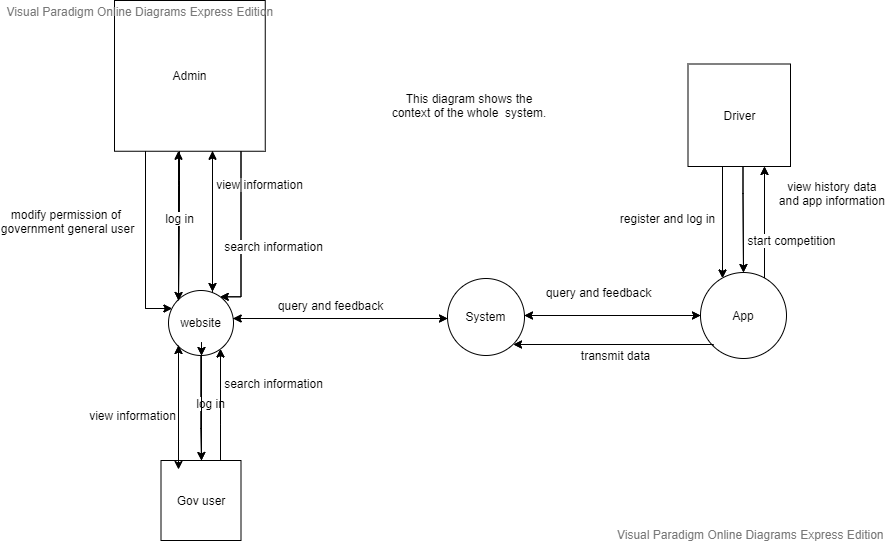 Visual Paradigm Online Diagrams Express Edition
Admin
This diagram shows the
context of the whole system.
Driver
view information
view history data
and app information
modify permission of
government general user
log in
register and log in
search information
start competition
query and feedback
query and feedback
website
System
App
transmit data
search information
log in
view information
Gov user
Visual Paradigm Online Diagrams Express Edition